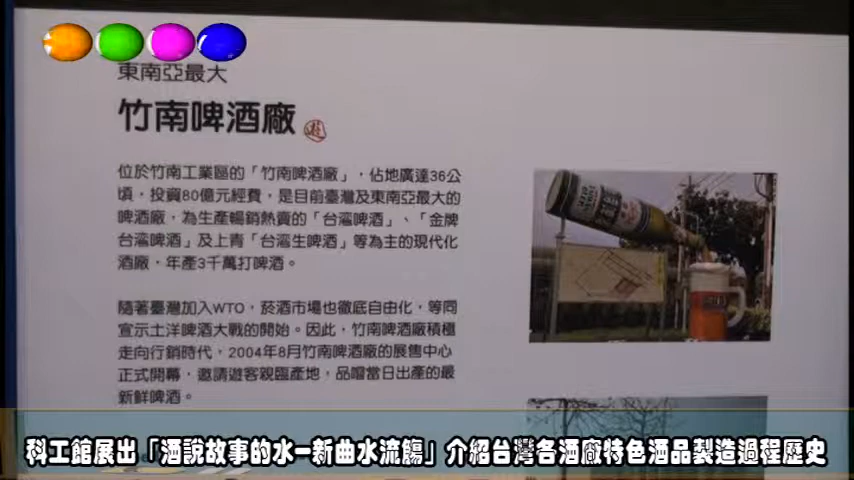 東南亞最大
竹南啤酒廠
位於竹南工業區的「竹南啤酒廠」，佔地廣達36公
頃，投資80億元經費，是目前臺灣及東南亞最大的
啤酒廠，為生產暢銷熱賣的「台灣啤酒」、「金牌
台灣啤酒」及上青「台灣生啤酒」等為主的現代化
酒廠，年產3千萬打啤酒。
隨著臺灣加入WTO，菸酒市場也徹底自由化，等同
宣示土洋啤酒大戰的開始。因此，竹南啤酒廠積極
走向行銷時代，2004年8月竹南啤酒廠的展售中心
正式開幕，邀請遊客親臨產地，品嚐當日出產的最
新鮮啤酒。
科工館展出「酒說故事的水–新曲水流觴」介紹台灣各酒廠特色酒品製造過程歷史